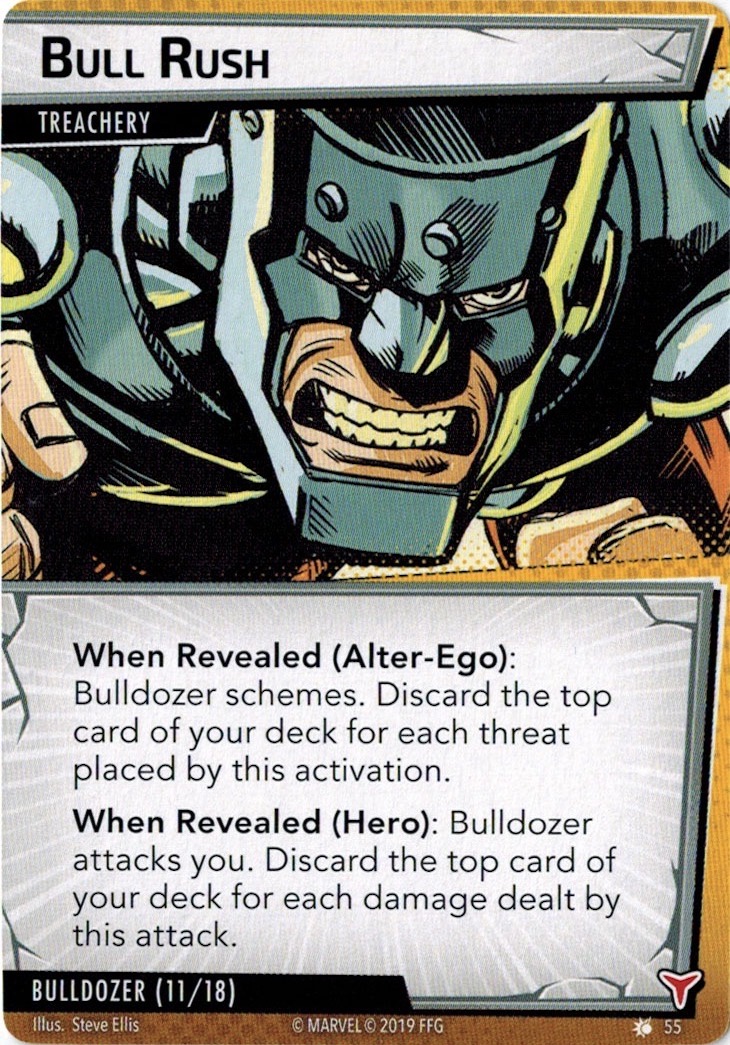 BULL RUSH
TREACHERY
When Revealed (Alter-Ego):
Bulldozer schemes. Discard the top
card of your deck for each threat
placed by this activation.
When Revealed (Hero): Bulldozer
attacks you. Discard the top card of
your deck for each damage dealt by
this attack.
BULLDOZER (11/18)
Illus. Steve Ellis © MARVEL © 2019 FFG 55